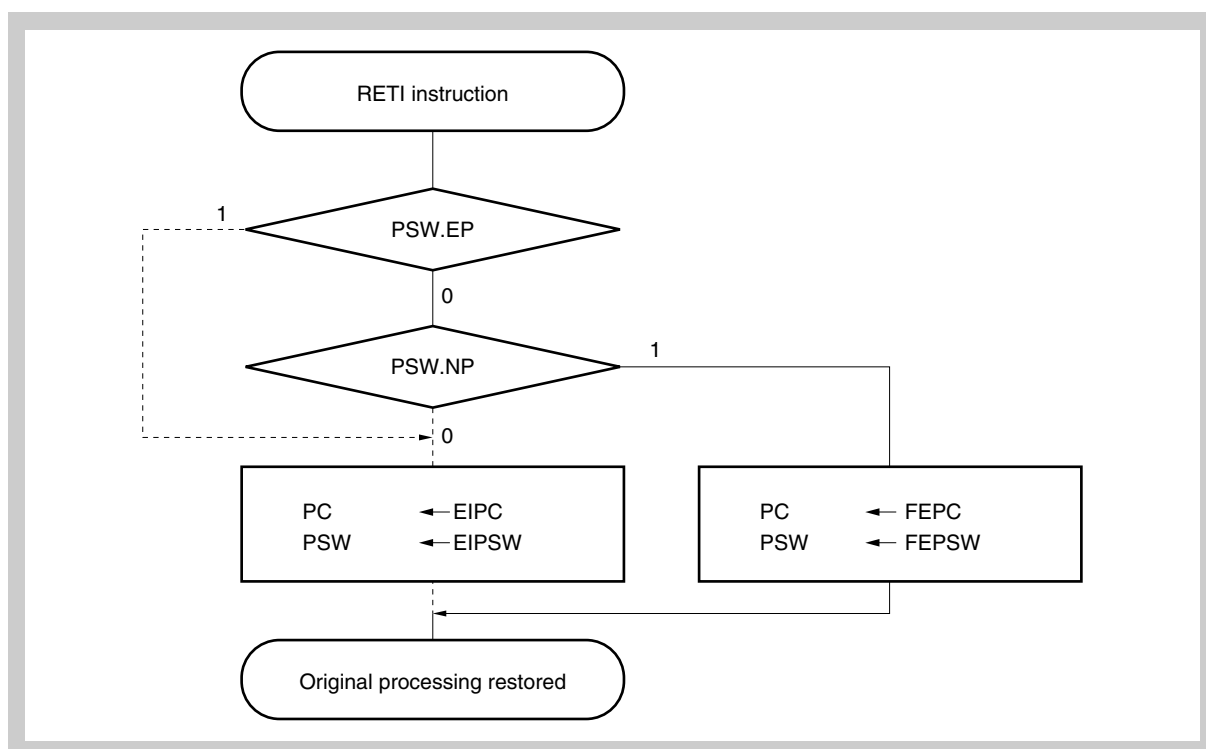 RETI instruction
1
PSW.EP
0
1
PSW.NP
0
PC ← EIPC
PSW ← EIPSW
PC ← FEPC
PSW ← FEPSW
Original processing restored